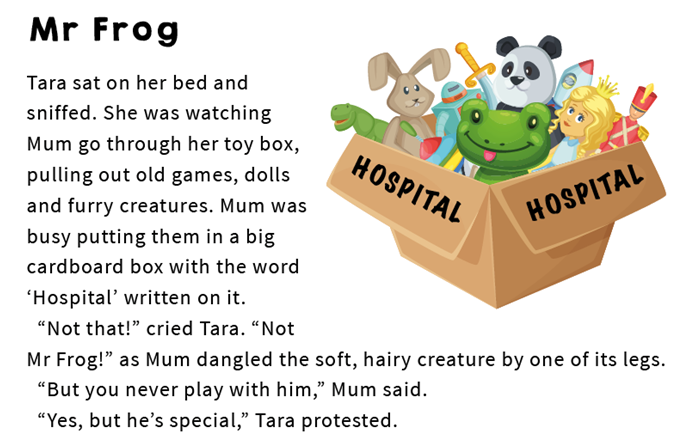 Mr Frog
Tara sat on her bed and
sniffed. She was watching
Mum go through her toy box,
pulling out old games, dolls
and furry creatures. Mum was
busy putting them in a big
cardboard box with the word
‘Hospital’ written on it.
“Not that!” cried Tara. “Not
Mr Frog!” as Mum dangled the soft, hairy creature by one of its legs.
“But you never play with him,” Mum said.
“Yes, but he’s special,” Tara protested.
HOSPITAL
HOSPITAL